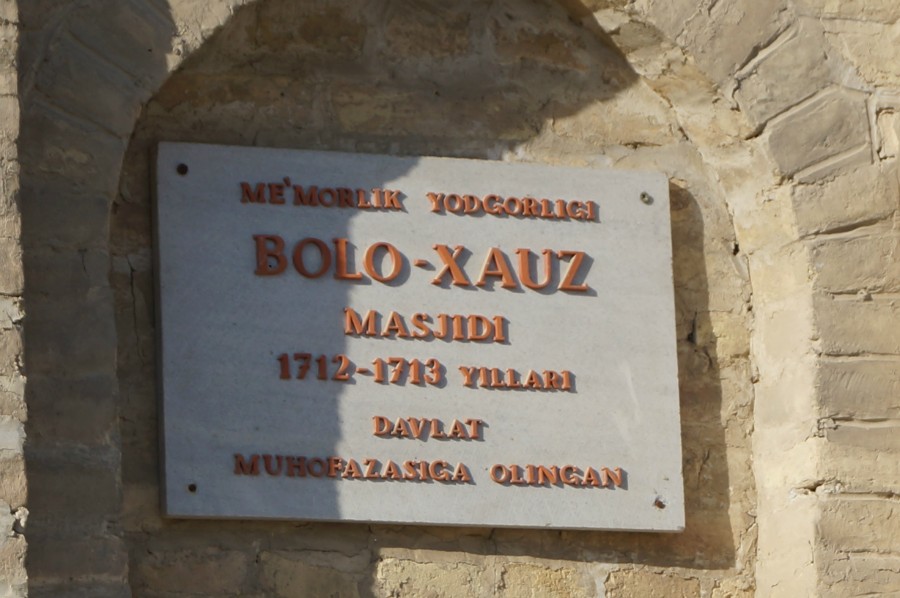 ME'MORLIK YODGORLIGI
BOLO-XAUZ
MASJIDI
1712-1713 YILLARI
DAVLAT
MUHOFAZASIGA OLINGAN